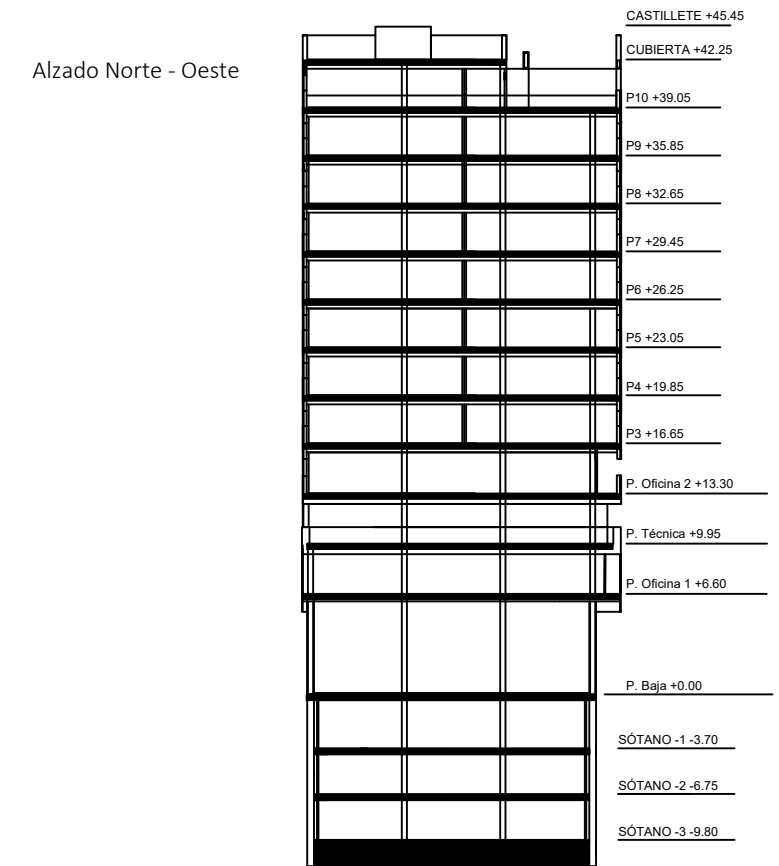 CASTILLETE +45.45
CUBIERTA +42.25
Alzado Norte - Oeste
P10 +39.05
P9 +35.85
P8 +32.65
P7 +29.45
P6 +26.25
P5 +23.05
P4 +19.85
P3 +16.65
P. Oficina 2 +13.30
P. Técnica +9.95
P. Oficina 1 +6.60
P. Baja +0.00
SÓTANO -1 -3.70
SÓTANO -2 -6.75
SÓTANO -3 -9.80